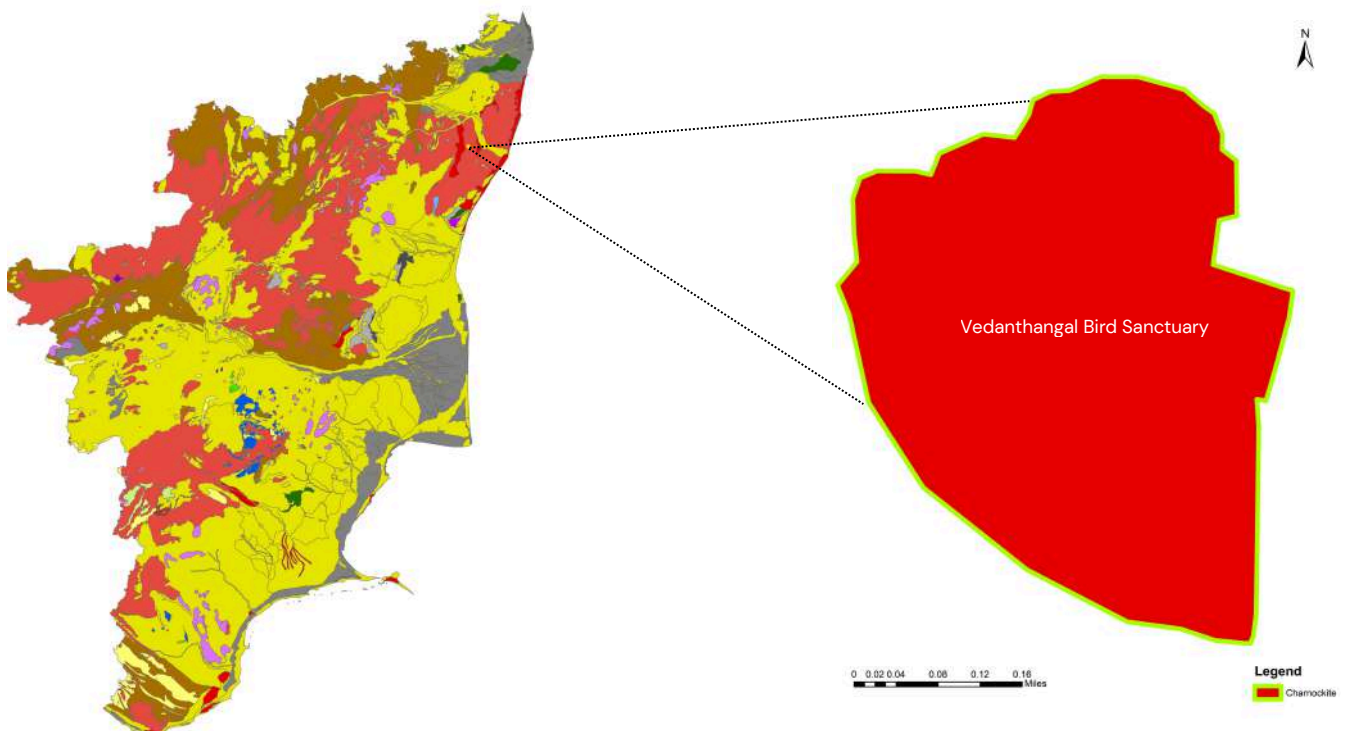 N
Vedanthangal Bird Sanctuary
0 0.02 0.04 0.08 0.12 0.16
Miles
Legend
Charnockite